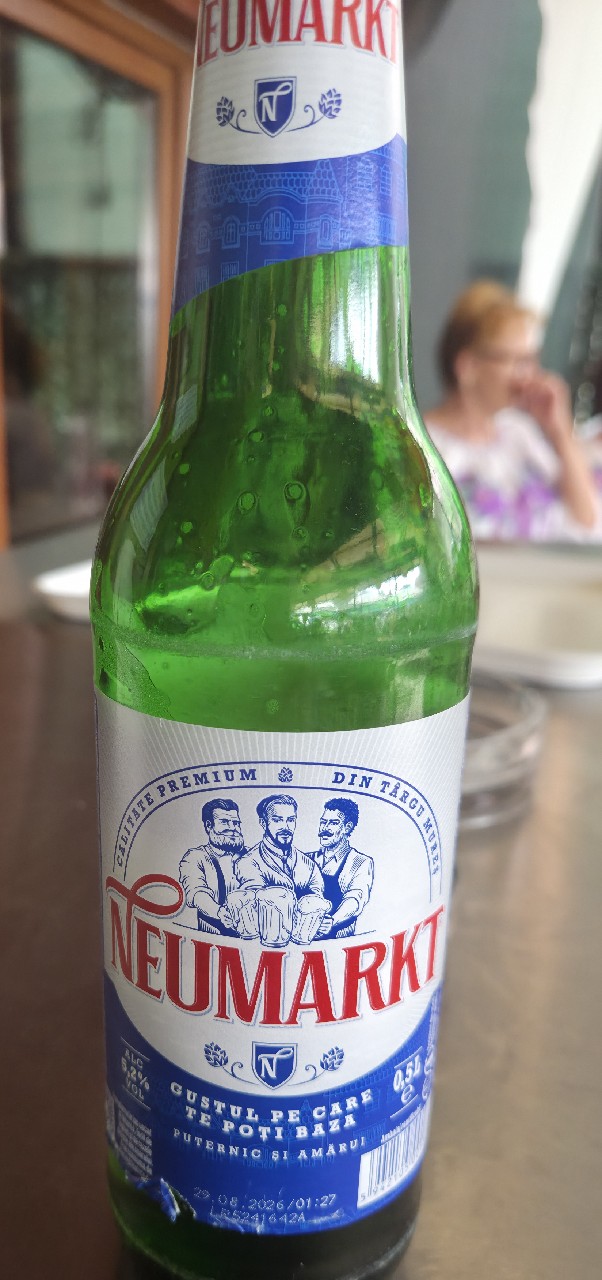 NEUMARKT
N
CALITATE PREMIUM DIN TÂRGU MUREȘ
NEUMARKT
N
ALC
5,2%
VOL
0,5L
e
GUSTUL PE CARE
TE POȚI BAZA
PUTERNIC ȘI AMĂRUI
29.08.2026/01:27